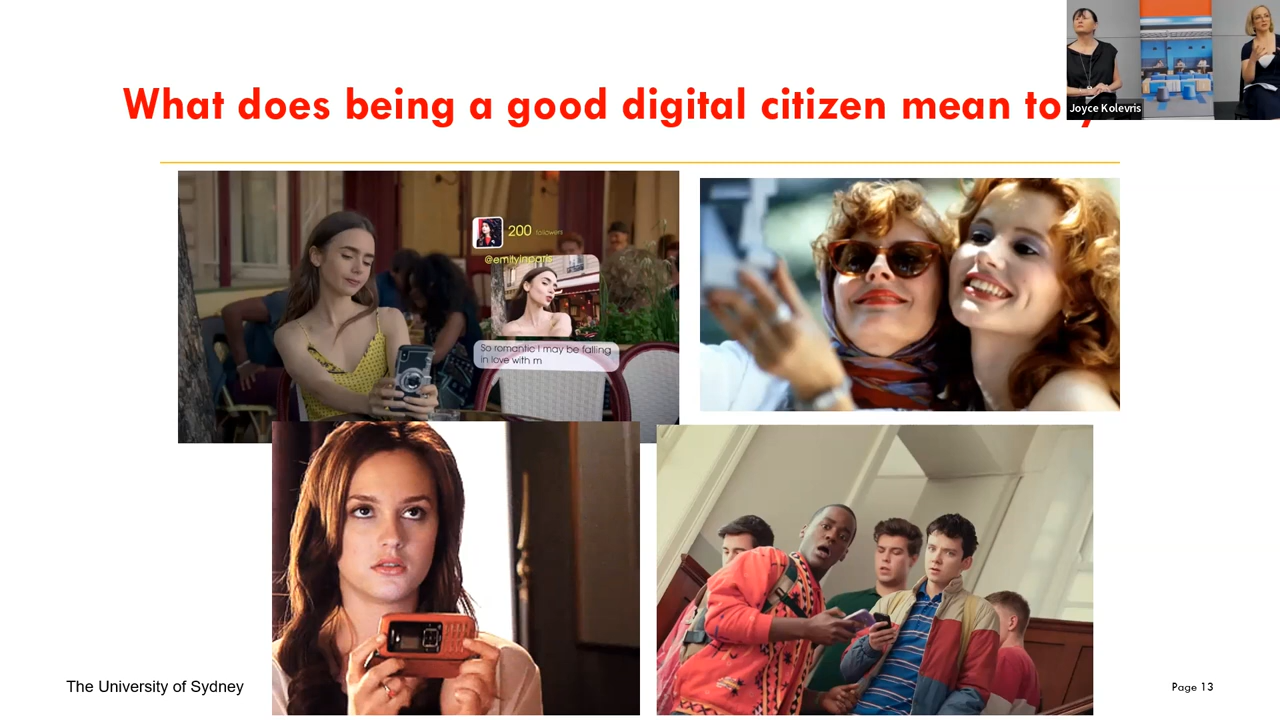 What does being a good digital citizen mean to
Joyce Kolevris
200 followers
@emilyinparis
So romantic I may be falling
in love with m
The University of Sydney
Page 13